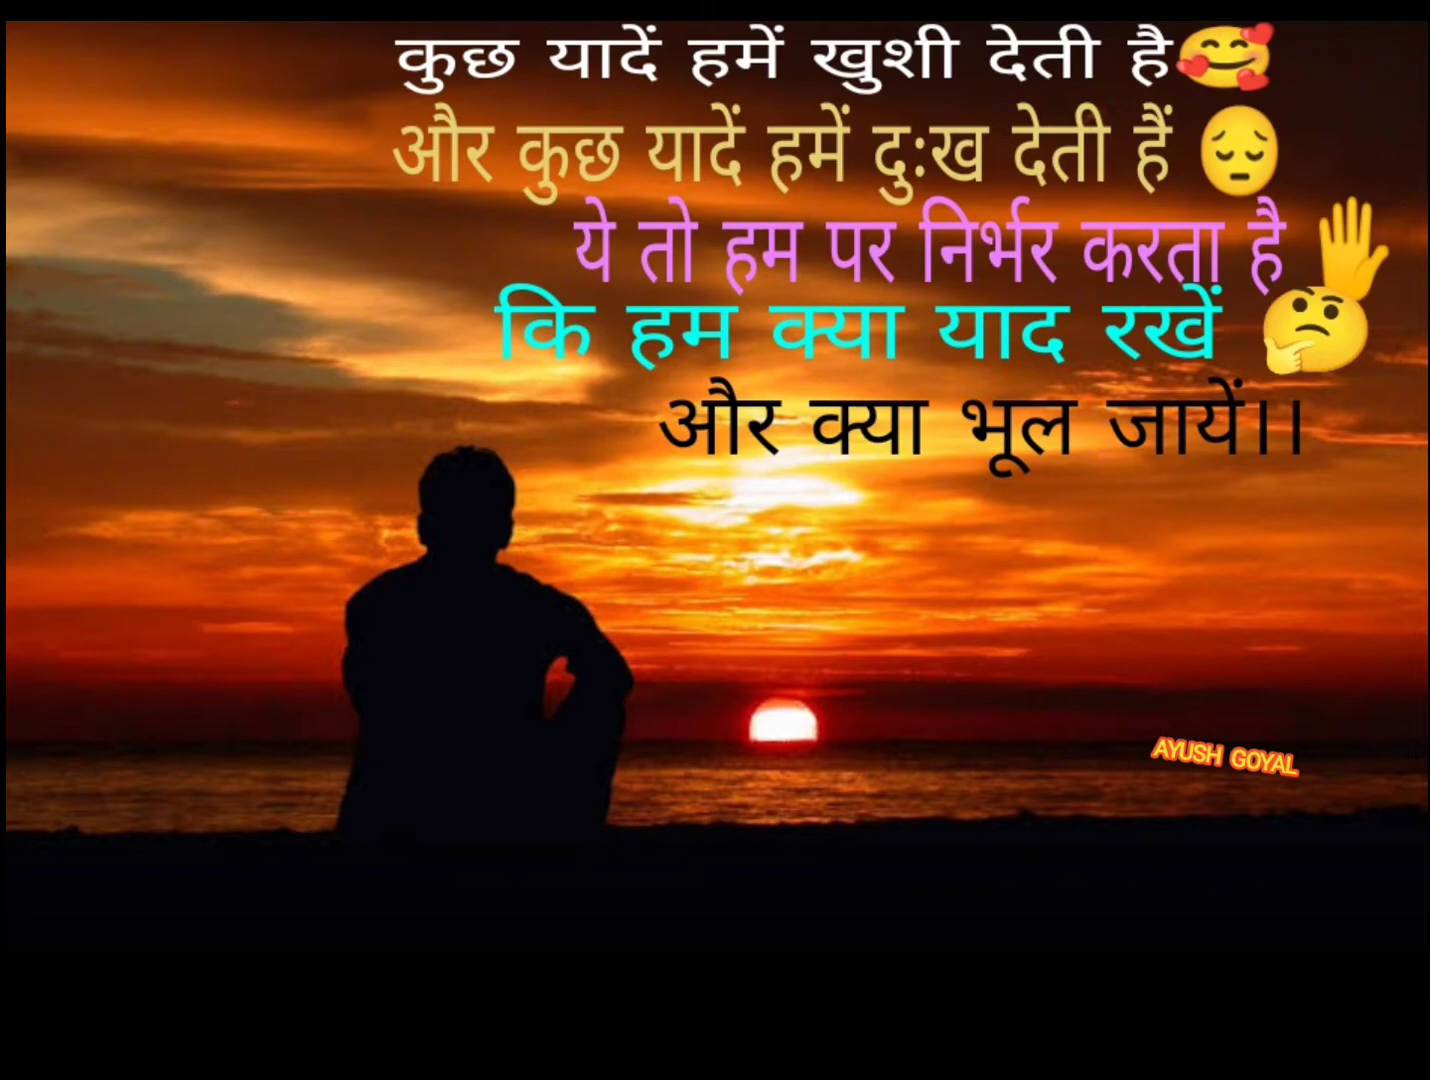 कुछ यादें हमें खुशी देती है🥰
और कुछ यादें हमें दुःख देती हैं 😔
ये तो हम पर निर्भर करता है 🖐
कि हम क्या याद रखें 🤔
और क्या भूल जायें।।
AYUSH GOYAL